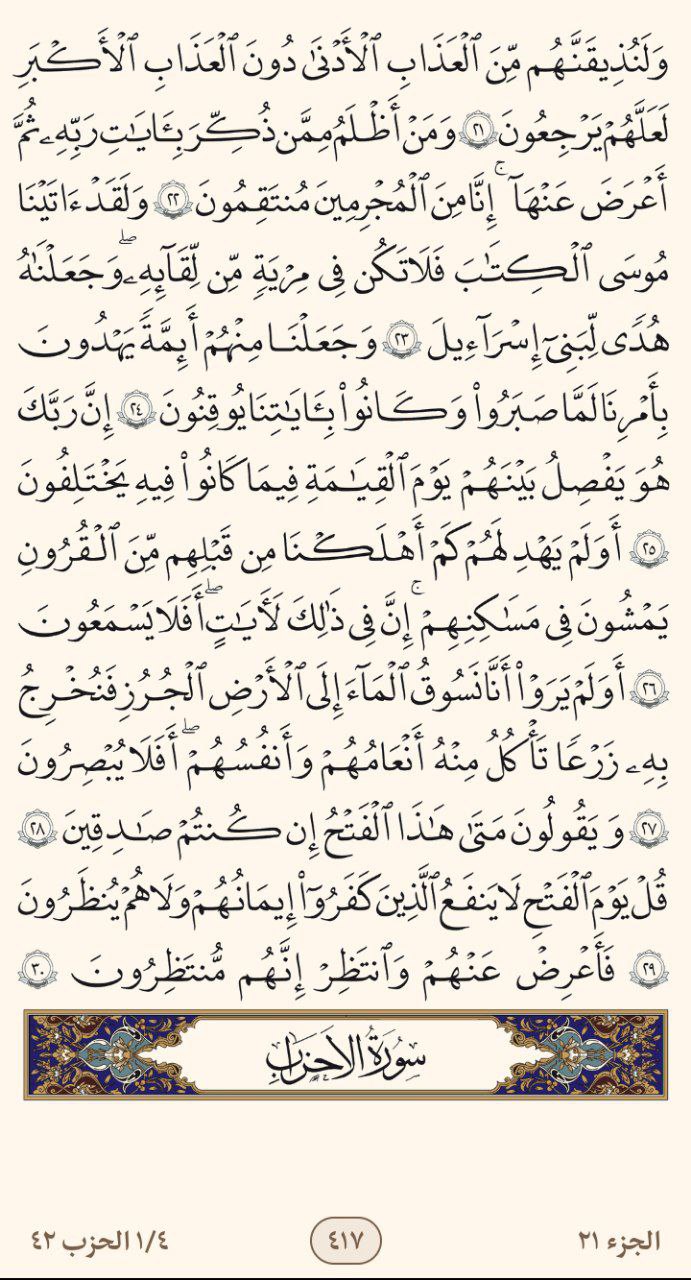 وَلَنُذِيقَنَّهُم مِّنَ ٱلْعَذَابِ ٱلْأَدْنَىٰ دُونَ ٱلْعَذَابِ ٱلْأَكْبَرِ
لَعَلَّهُمْ يَرْجِعُونَ ٢١ وَمَنْ أَظْلَمُ مِمَّن ذُكِّرَ بِـَٔايَـٰتِ رَبِّهِۦ ثُمَّ
أَعْرَضَ عَنْهَآ ۚ إِنَّا مِنَ ٱلْمُجْرِمِينَ مُنتَقِمُونَ ٢٢ وَلَقَدْ ءَاتَيْنَا
مُوسَى ٱلْكِتَـٰبَ فَلَا تَكُن فِى مِرْيَةٍ مِّن لِّقَآئِهِۦ ۖ وَجَعَلْنَـٰهُ
هُدًى لِّبَنِىٓ إِسْرَٰٓءِيلَ ٢٣ وَجَعَلْنَا مِنْهُمْ أَئِمَّةً يَهْدُونَ
بِأَمْرِنَا لَمَّا صَبَرُوا۟ وَكَانُوا۟ بِـَٔايَـٰتِنَا يُوقِنُونَ ٢٤ إِنَّ رَبَّكَ
هُوَ يَفْصِلُ بَيْنَهُمْ يَوْمَ ٱلْقِيَـٰمَةِ فِيمَا كَانُوا۟ فِيهِ يَخْتَلِفُونَ
٢٥ أَوَلَمْ يَهْدِ لَهُمْ كَمْ أَهْلَكْنَا مِن قَبْلِهِم مِّنَ ٱلْقُرُونِ
يَمْشُونَ فِى مَسَـٰكِنِهِمْ ۚ إِنَّ فِى ذَٰلِكَ لَـَٔايَـٰتٍ ۖ أَفَلَا يَسْمَعُونَ
٢٦ أَوَلَمْ يَرَوْا۟ أَنَّا نَسُوقُ ٱلْمَآءَ إِلَى ٱلْأَرْضِ ٱلْجُرُزِ فَنُخْرِجُ
بِهِۦ زَرْعًا تَأْكُلُ مِنْهُ أَنْعَـٰمُهُمْ وَأَنفُسُهُمْ ۖ أَفَلَا يُبْصِرُونَ
٢٧ وَيَقُولُونَ مَتَىٰ هَـٰذَا ٱلْفَتْحُ إِن كُنتُمْ صَـٰدِقِينَ ٢٨
قُلْ يَوْمَ ٱلْفَتْحِ لَا يَنفَعُ ٱلَّذِينَ كَفَرُوٓا۟ إِيمَـٰنُهُمْ وَلَا هُمْ يُنظَرُونَ
٢٩ فَأَعْرِضْ عَنْهُمْ وَٱنتَظِرْ إِنَّهُم مُّنتَظِرُونَ ٣٠
سُورَةُ الأَحْزَابِ
الجزء ٢١ ٤١٧ ١/٤ الحزب ٤٢